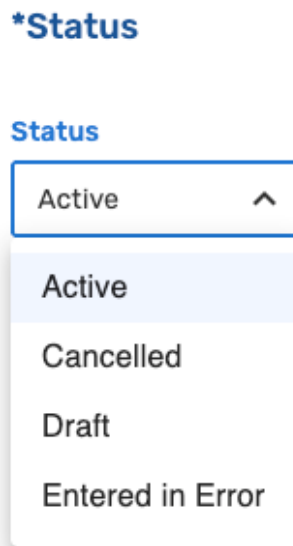 *Status
Status
Active
Active
Cancelled
Draft
Entered in Error